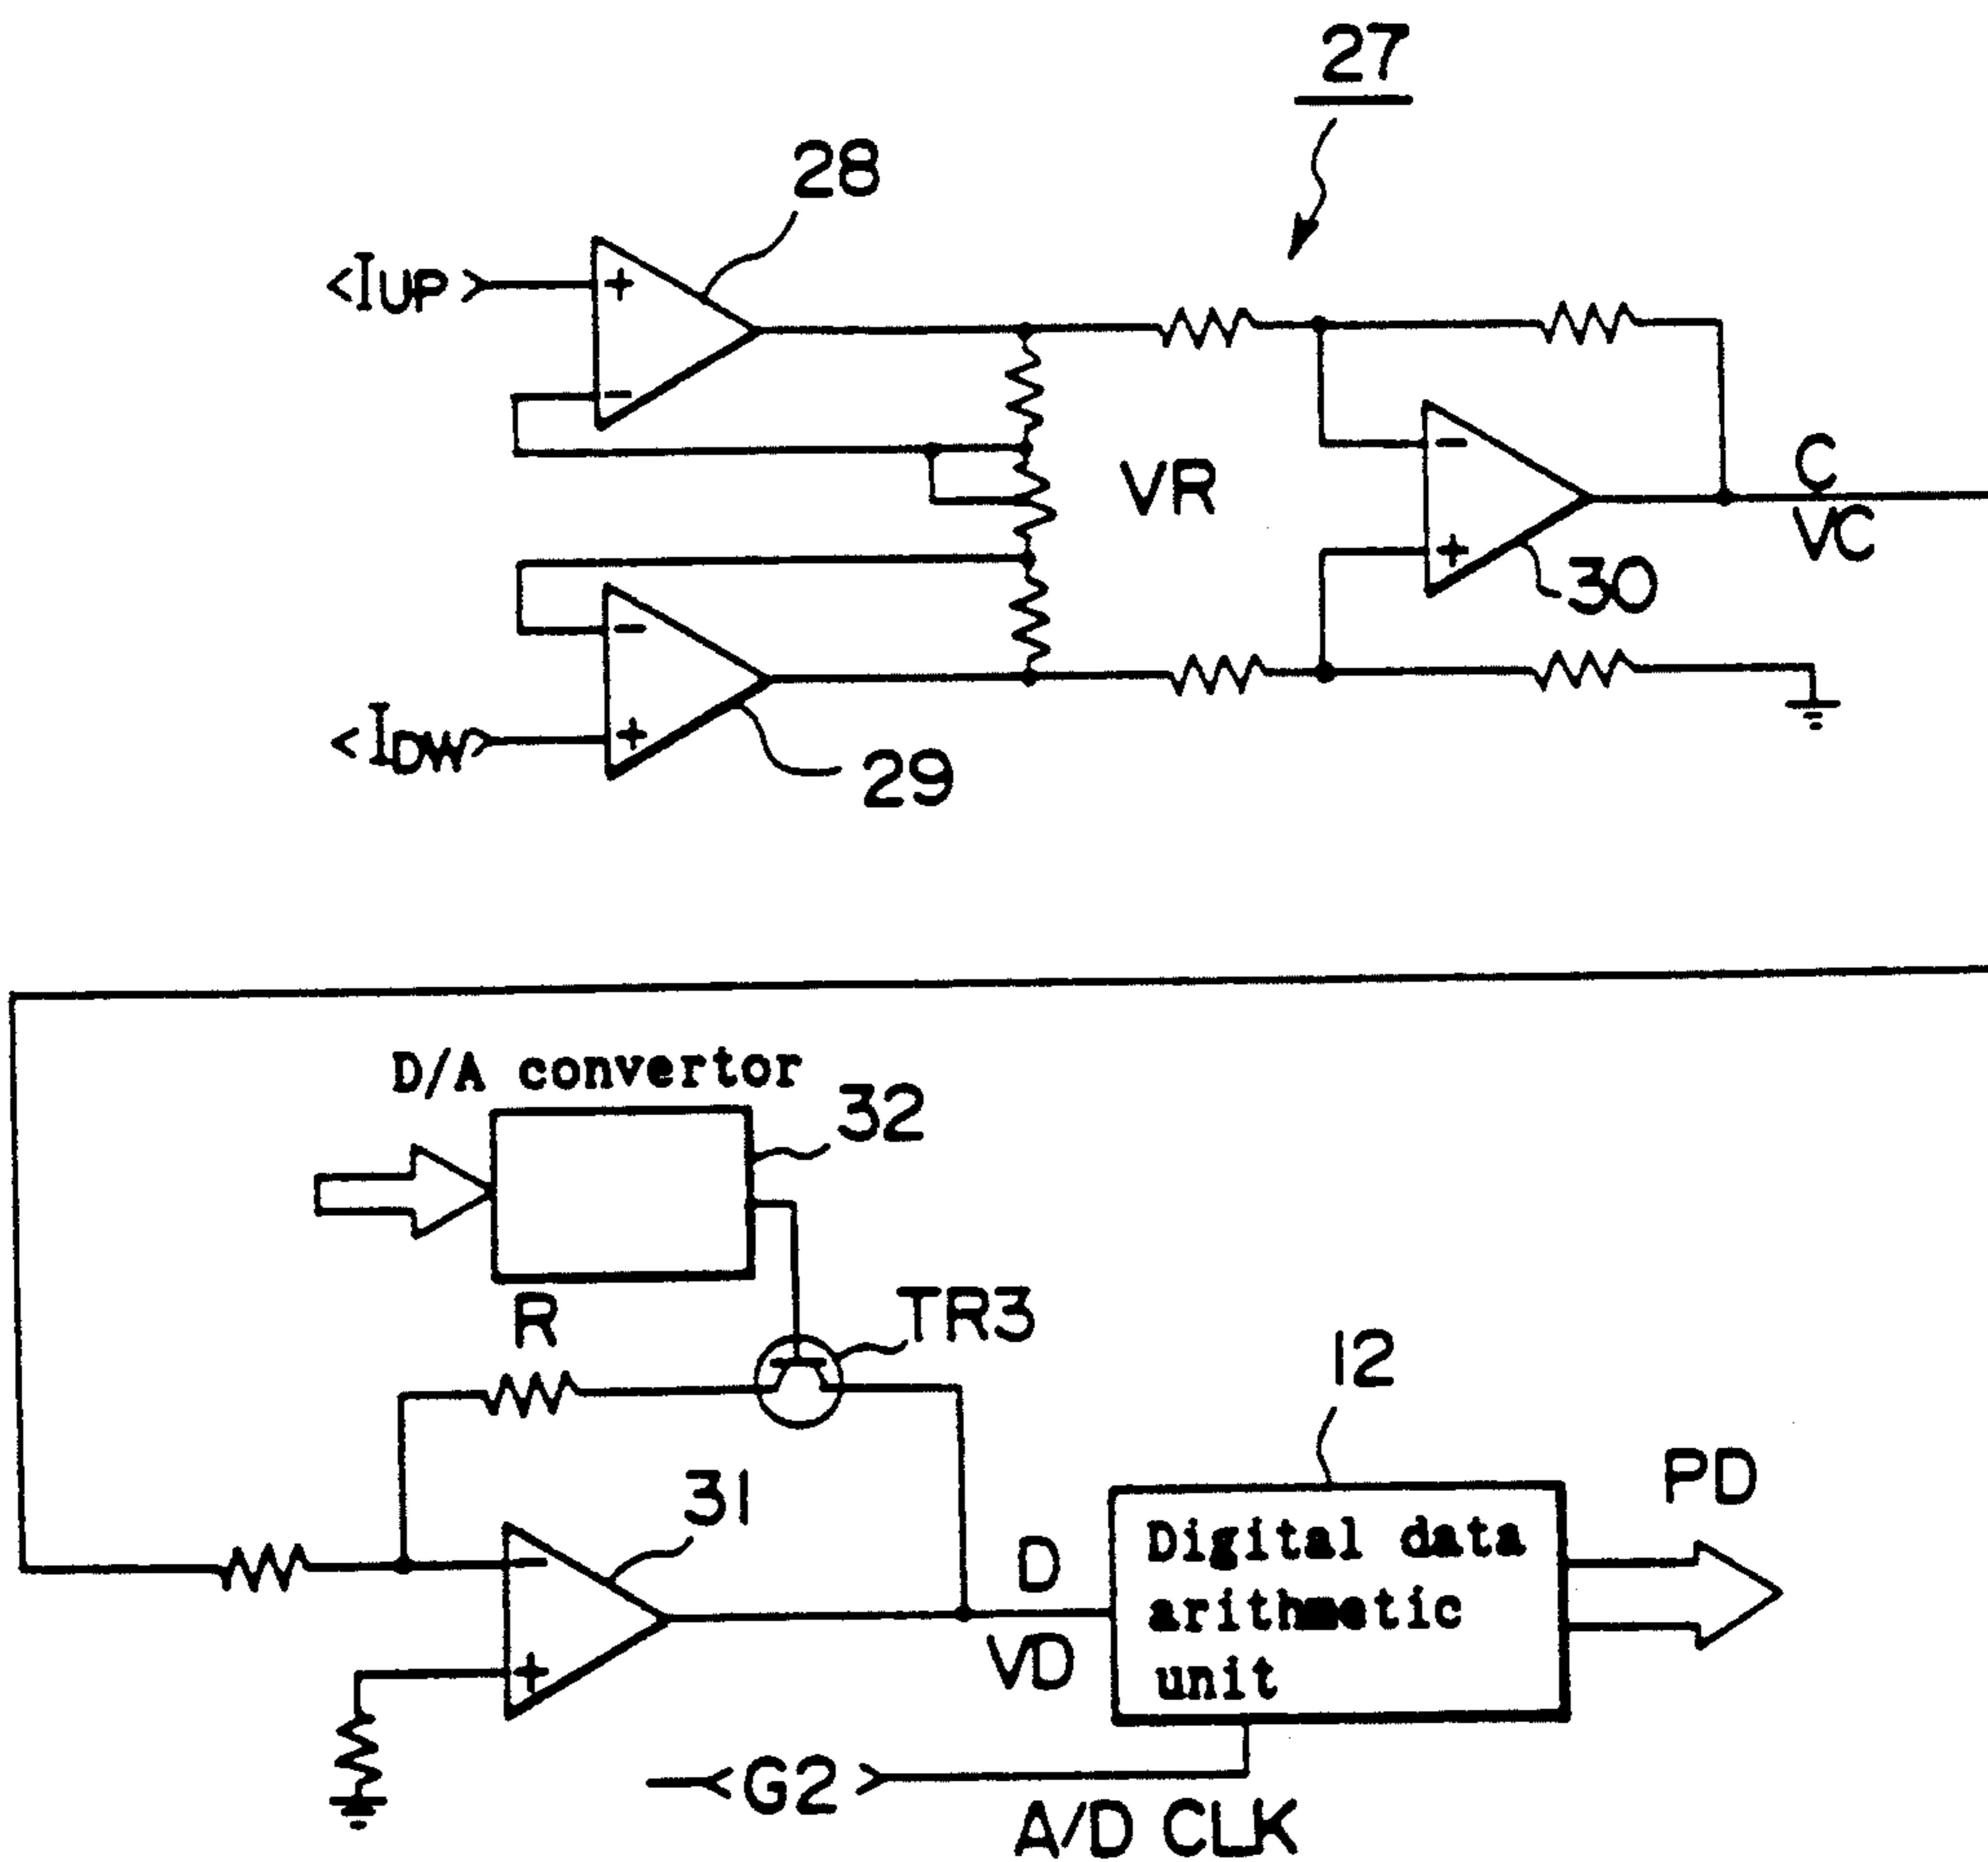 27
28
<IUP>
+
−
VR
−
+
C
VC
30
−
+
<IDW>
29
D/A convertor
32
R
TR3
12
PD
31
−
+
D
VD
Digital data
arithmetic
unit
<G2>
A/D CLK